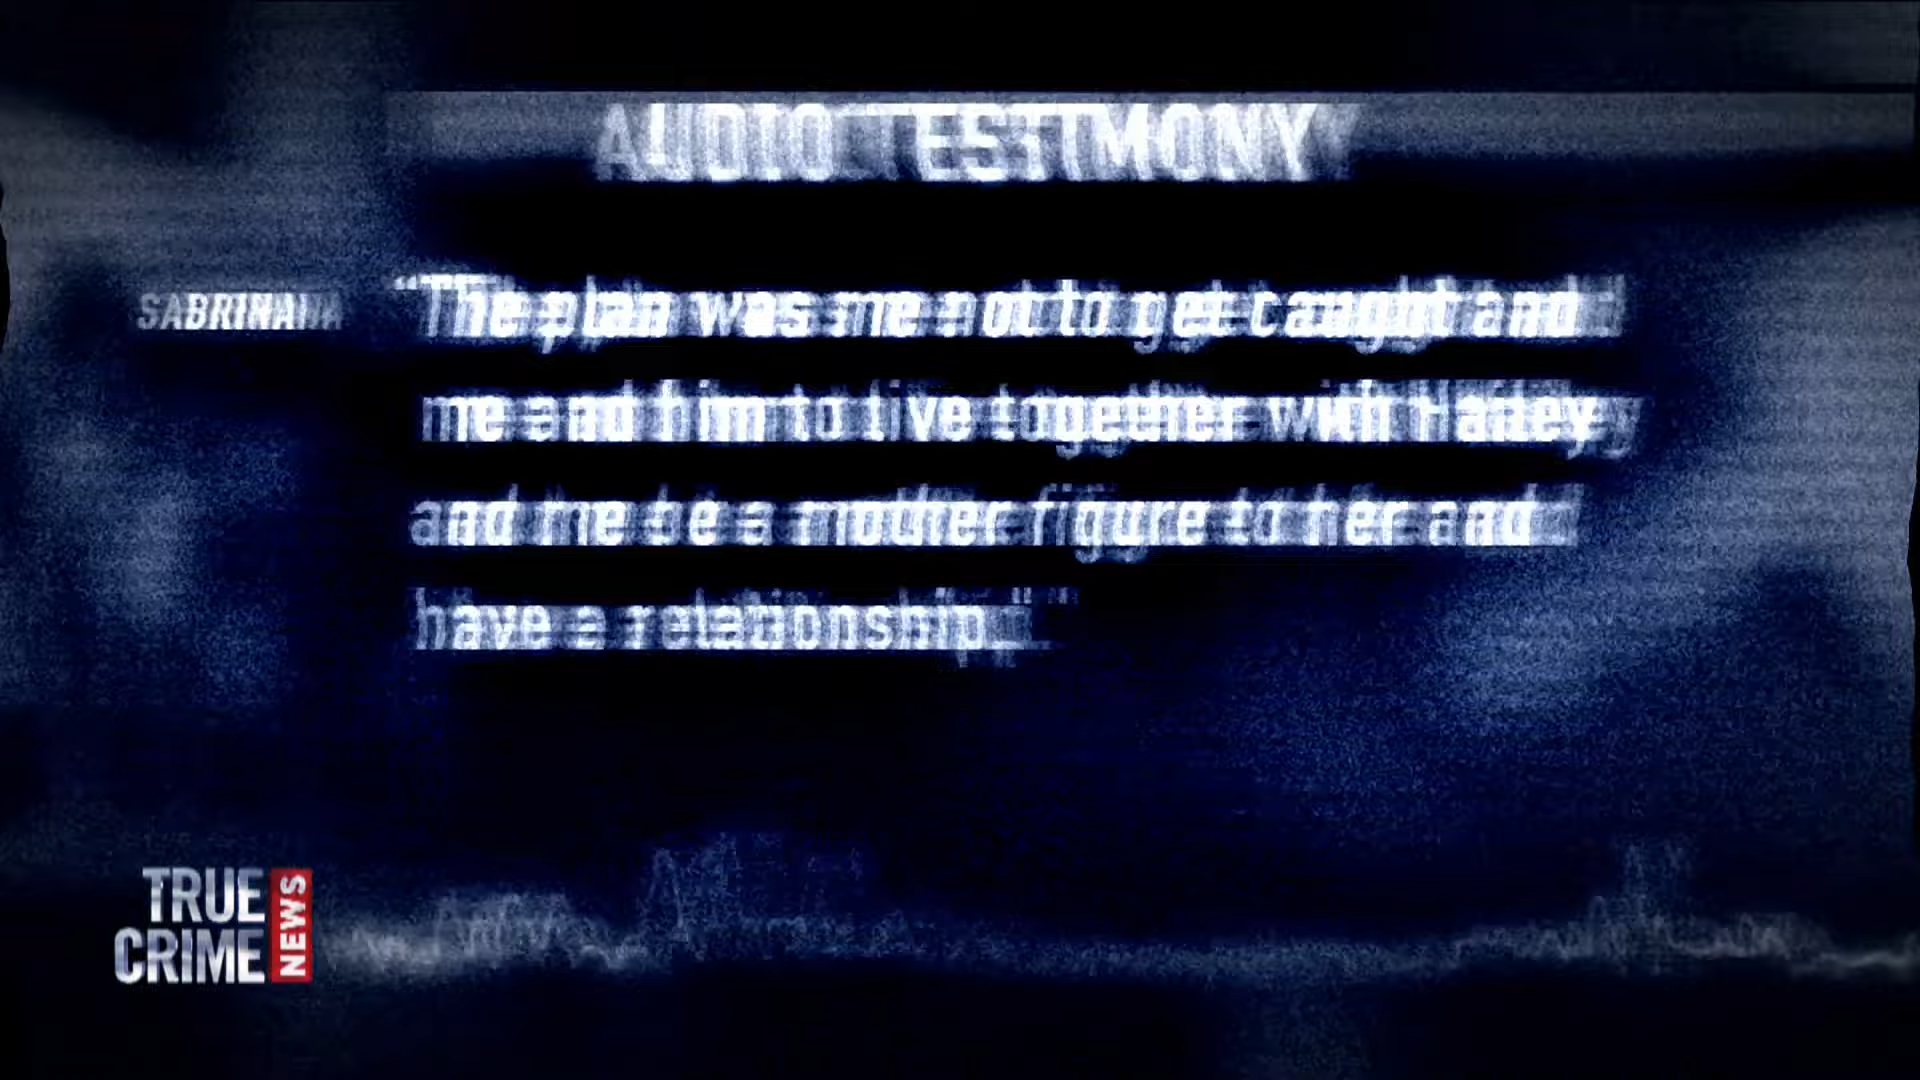 AUDIO TESTIMONY
SABRINA
“The plan was me not to get caught and
me and him to live together with Hailey
and me be a mother figure to her and
have a relationship.”
TRUE
CRIME
NEWS